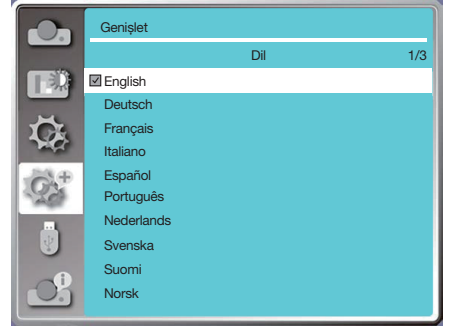 Genişlet
Dil 1/3
English
Deutsch
Français
Italiano
Español
Português
Nederlands
Svenska
Suomi
Norsk